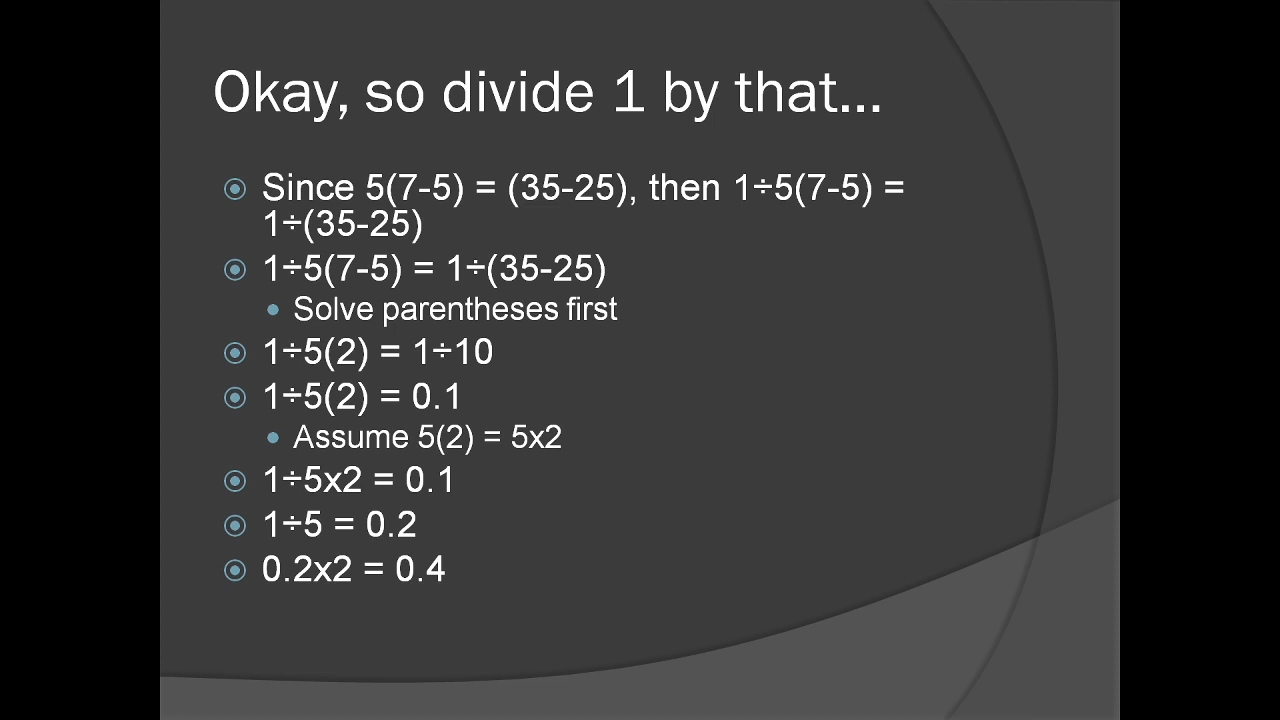 Okay, so divide 1 by that...
Since 5(7-5) = (35-25), then 1÷5(7-5) =
1÷(35-25)
1÷5(7-5) = 1÷(35-25)
Solve parentheses first
1÷5(2) = 1÷10
1÷5(2) = 0.1
Assume 5(2) = 5x2
1÷5x2 = 0.1
1÷5 = 0.2
0.2x2 = 0.4